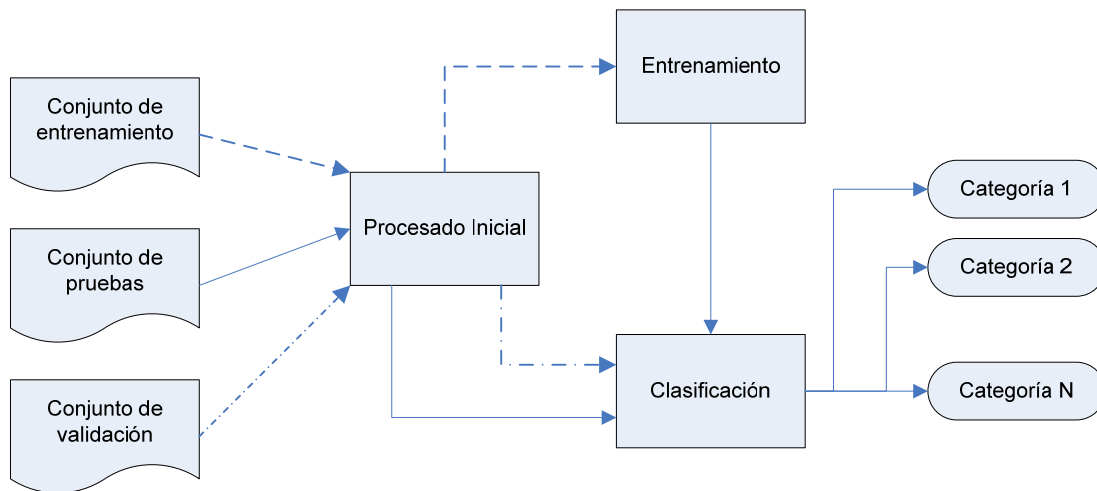 Conjunto de
entrenamiento
Conjunto de
pruebas
Conjunto de
validación
Procesado Inicial
Entrenamiento
Clasificación
Categoría 1
Categoría 2
Categoría N